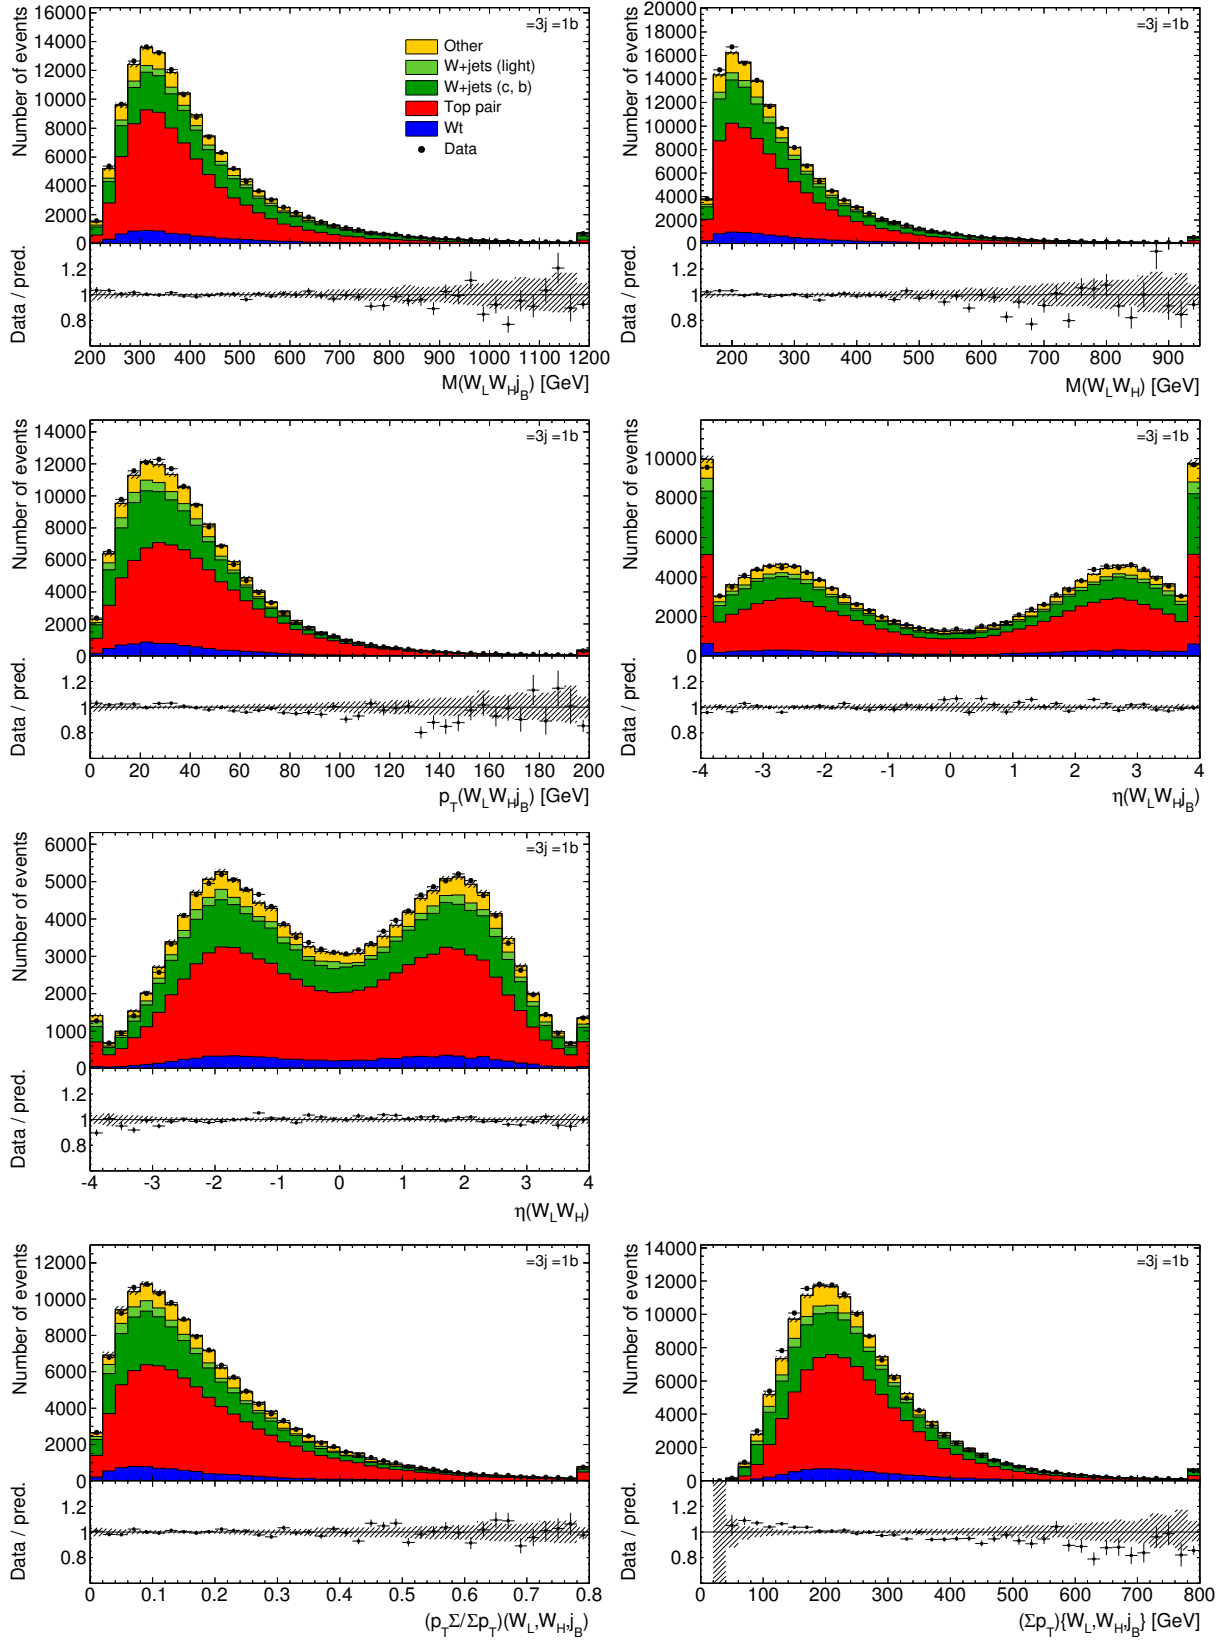 Number of events
14000
12000
10000
8000
6000
4000
2000
0
=3j =1b
Other
W+jets (light)
W+jets (c, b)
Top pair
Wt
Data
Data / pred.
1.2
1
0.8
200 300 400 500 600 700 800 900 1000 1100 1200
M(W_L W_H j_B) [GeV]
Number of events
20000
18000
16000
14000
12000
10000
8000
6000
4000
2000
0
=3j =1b
Data / pred.
1.2
1
0.8
200 300 400 500 600 700 800 900
M(W_L W_H) [GeV]
Number of events
14000
12000
10000
8000
6000
4000
2000
0
=3j =1b
Data / pred.
1.2
1
0.8
0 20 40 60 80 100 120 140 160 180 200
p_T(W_L W_H j_B) [GeV]
Number of events
10000
8000
6000
4000
2000
0
=3j =1b
Data / pred.
1.2
1
0.8
-4 -3 -2 -1 0 1 2 3 4
η(W_L W_H j_B)
Number of events
6000
5000
4000
3000
2000
1000
0
=3j =1b
Data / pred.
1.2
1
0.8
-4 -3 -2 -1 0 1 2 3 4
η(W_L W_H)
Number of events
12000
10000
8000
6000
4000
2000
0
=3j =1b
Data / pred.
1.2
1
0.8
0 0.1 0.2 0.3 0.4 0.5 0.6 0.7 0.8
(p_T Σ/Σp_T)(W_L,W_H,j_B)
Number of events
14000
12000
10000
8000
6000
4000
2000
0
=3j =1b
Data / pred.
1.2
1
0.8
0 100 200 300 400 500 600 700 800
(Σp_T){W_L,W_H,j_B} [GeV]